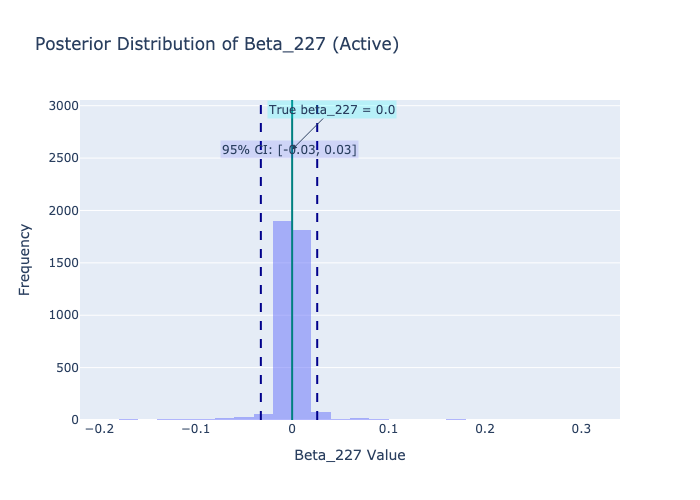 Posterior Distribution of Beta_227 (Active)
3000
True beta_227 = 0.0
95% CI: [-0.03, 0.03]
2500
2000
1500
1000
500
0
Frequency
−0.2
−0.1
0
0.1
0.2
0.3
Beta_227 Value